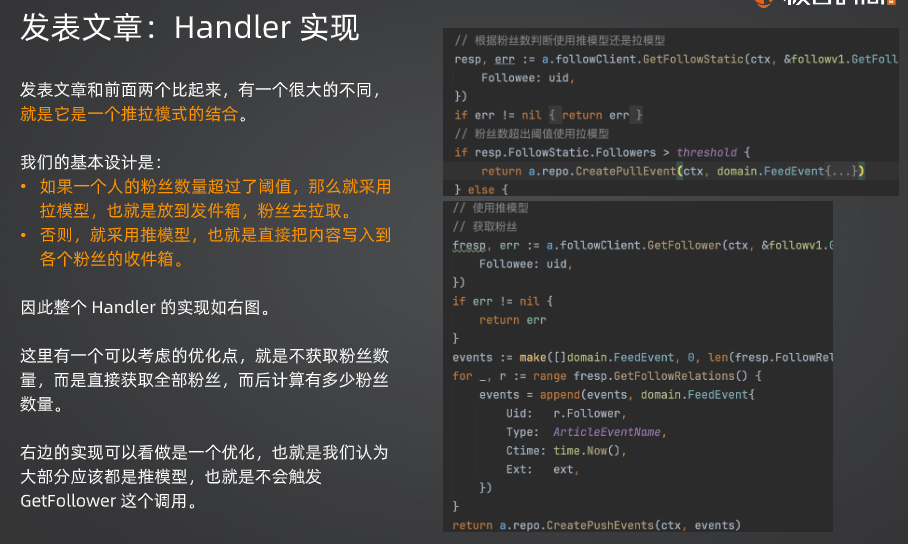 发表文章：Handler 实现
发表文章和前面两个比起来，有一个很大的不同，
就是它是一个推拉模式的结合。
我们的基本设计是：
• 如果一个人的粉丝数量超过了阈值，那么就采用
拉模型，也就是放到发件箱，粉丝去拉取。
• 否则，就采用推模型，也就是直接把内容写入到
各个粉丝的收件箱。
因此整个 Handler 的实现如右图。
这里有一个可以考虑的优化点，就是不获取粉丝数
量，而是直接获取全部粉丝，而后计算有多少粉丝
数量。
右边的实现可以看做是一个优化，也就是我们认为
大部分应该都是推模型，也就是不会触发
GetFollower 这个调用。
// 根据粉丝数判断使用推模型还是拉模型
resp, err := a.followClient.GetFollowStatic(ctx, &followv1.GetFoll
Followee: uid,
})
if err != nil { return err }
// 粉丝数超出阈值使用拉模型
if resp.FollowStatic.Followers > threshold {
return a.repo.CreatePullEvent(ctx, domain.FeedEvent{...})
} else {
// 使用推模型
// 获取粉丝
fresp, err := a.followClient.GetFollower(ctx, &followv1.G
Followee: uid,
})
if err != nil {
return err
}
events := make([]domain.FeedEvent, 0, len(fresp.FollowRel
for _, r := range fresp.GetFollowRelations() {
events = append(events, domain.FeedEvent{
Uid: r.Follower,
Type: ArticleEventName,
Ctime: time.Now(),
Ext: ext,
})
}
return a.repo.CreatePushEvents(ctx, events)